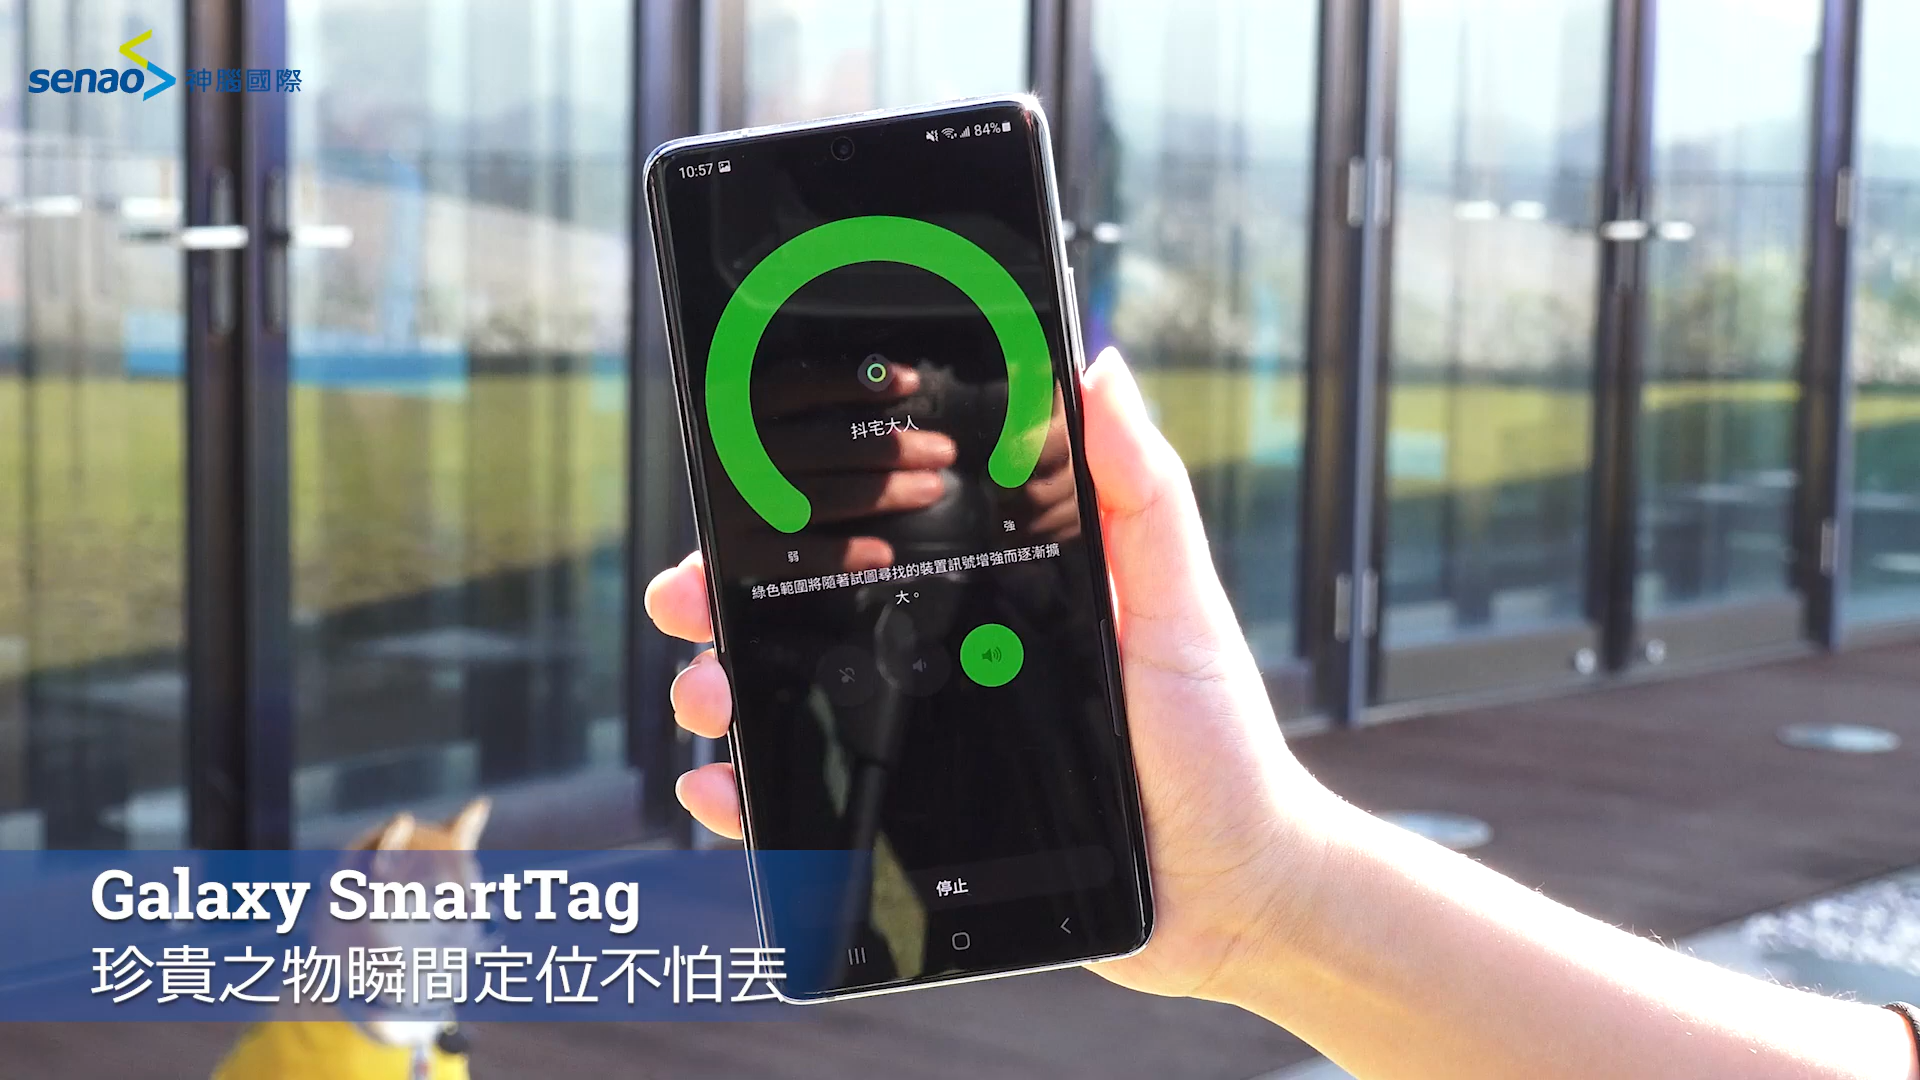 senao 神腦國際
10:57
84%
抖宅大人
弱
強
綠色範圍將隨著試圖尋找的裝置訊號增強而逐漸擴
大。
停止
Galaxy SmartTag
珍貴之物瞬間定位不怕丟